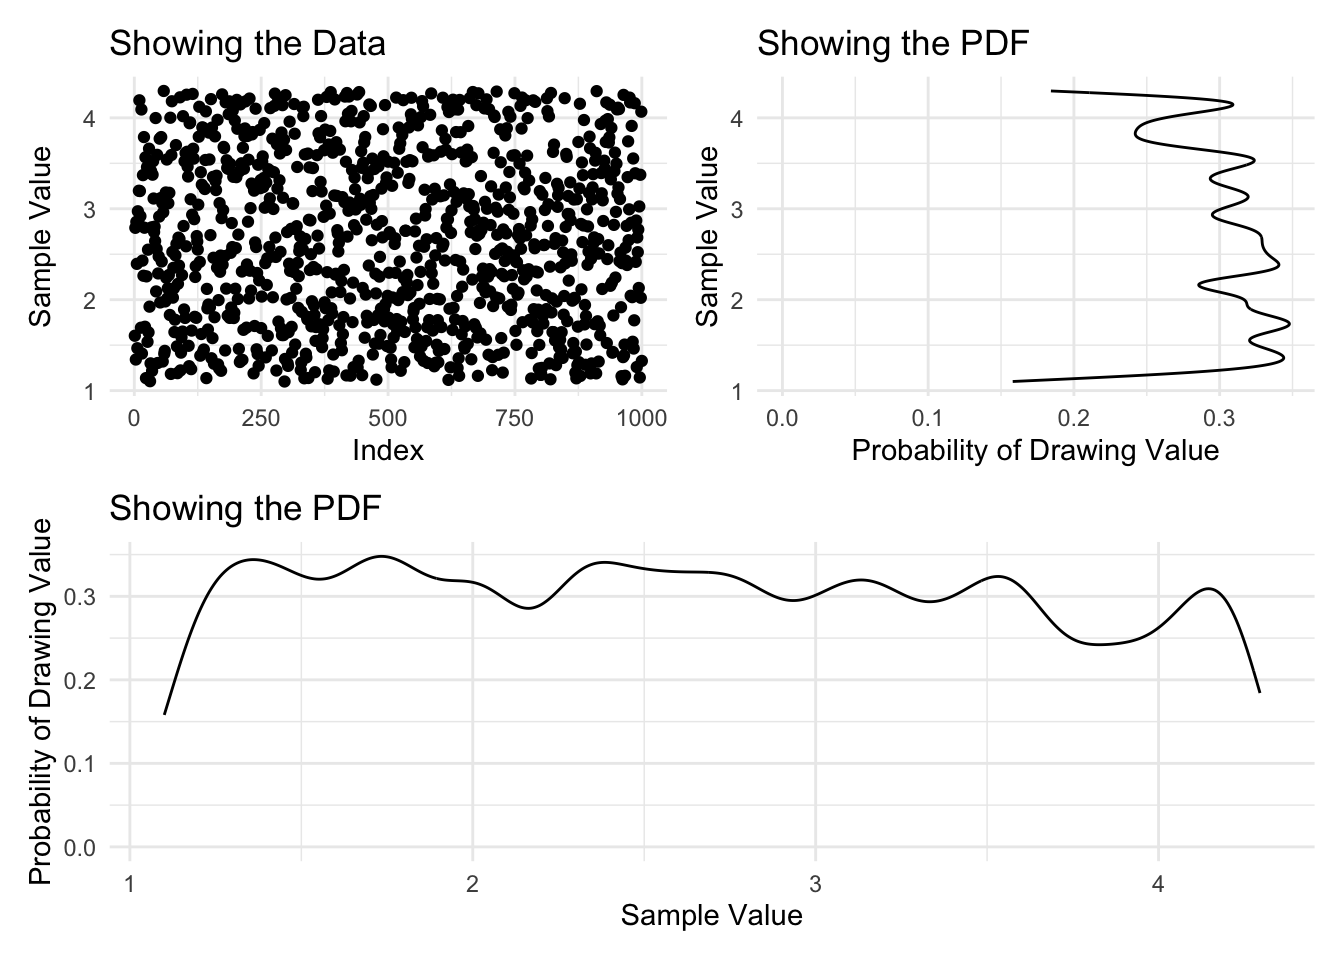 Showing the Data
Sample Value
4
3
2
1
0
250
500
750
1000
Index
Showing the PDF
Sample Value
4
3
2
1
0.0
0.1
0.2
0.3
Probability of Drawing Value
Showing the PDF
Probability of Drawing Value
0.3
0.2
0.1
0.0
1
2
3
4
Sample Value